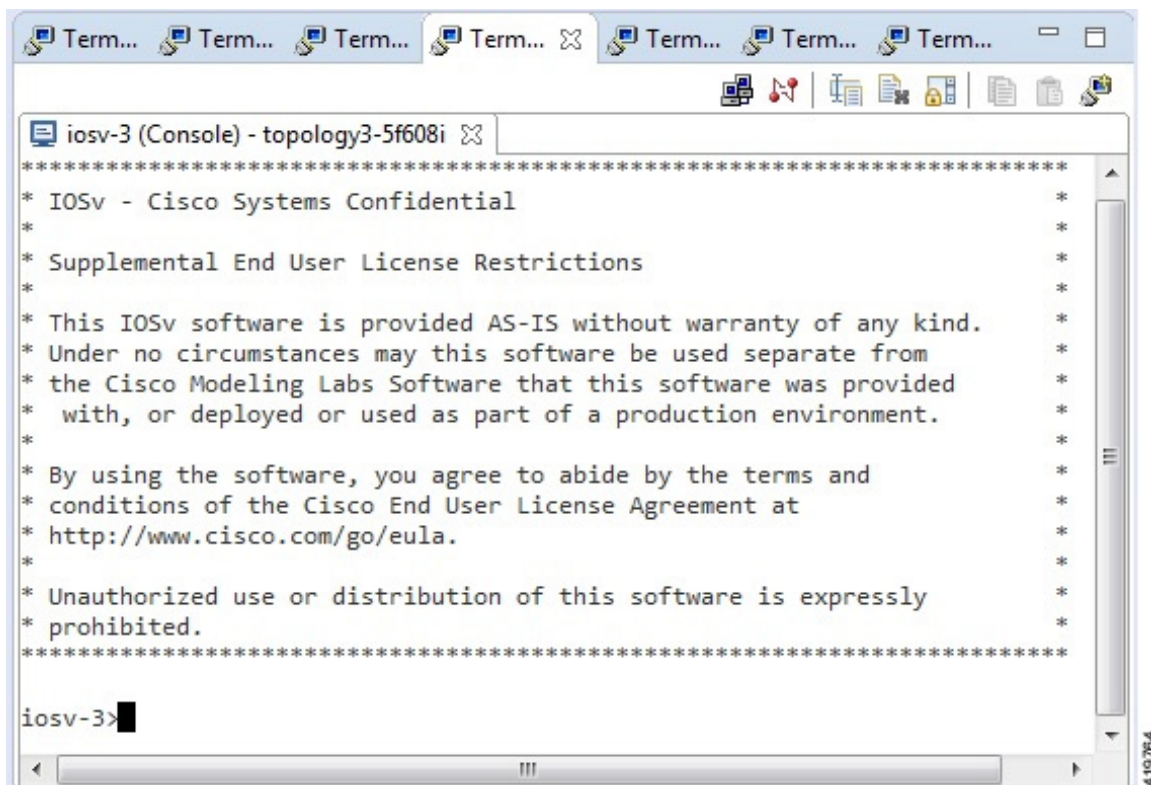 Term... Term... Term... Term... Term... Term... Term...
iosv-3 (Console) - topology3-5f608i
**************************************************************************
* IOSv - Cisco Systems Confidential *
* *
* Supplemental End User License Restrictions *
* *
* This IOSv software is provided AS-IS without warranty of any kind. *
* Under no circumstances may this software be used separate from *
* the Cisco Modeling Labs Software that this software was provided *
* with, or deployed or used as part of a production environment. *
* *
* By using the software, you agree to abide by the terms and *
* conditions of the Cisco End User License Agreement at *
* http://www.cisco.com/go/eula. *
* *
* Unauthorized use or distribution of this software is expressly *
* prohibited. *
**************************************************************************
iosv-3>
419764